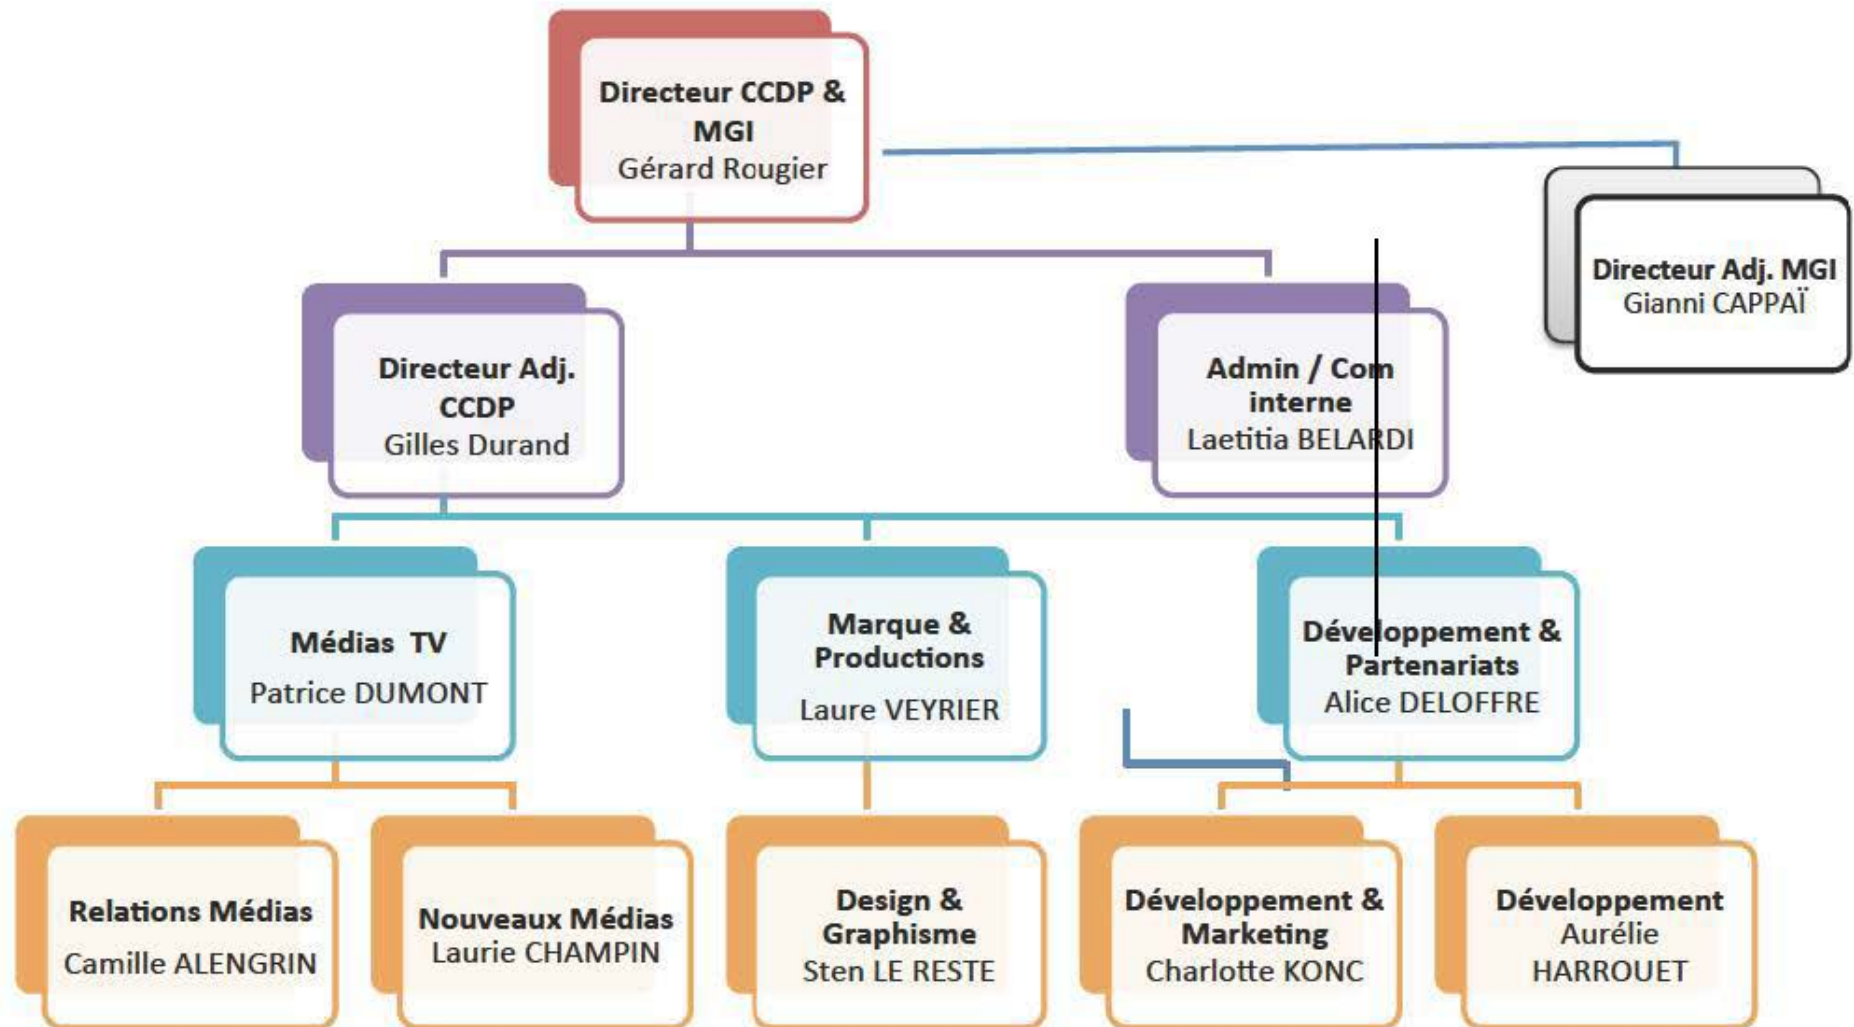 Directeur CCDP &
MGI
Gérard Rougier
Directeur Adj. MGI
Gianni CAPPAÏ
Directeur Adj.
CCDP
Gilles Durand
Admin / Com
interne
Laetitia BELARDI
Médias TV
Patrice DUMONT
Marque &
Productions
Laure VEYRIER
Développement &
Partenariats
Alice DELOFFRE
Relations Médias
Camille ALENGRIN
Nouveaux Médias
Laurie CHAMPIN
Design &
Graphisme
Sten LE RESTE
Développement &
Marketing
Charlotte KONC
Développement
Aurélie
HARROUET